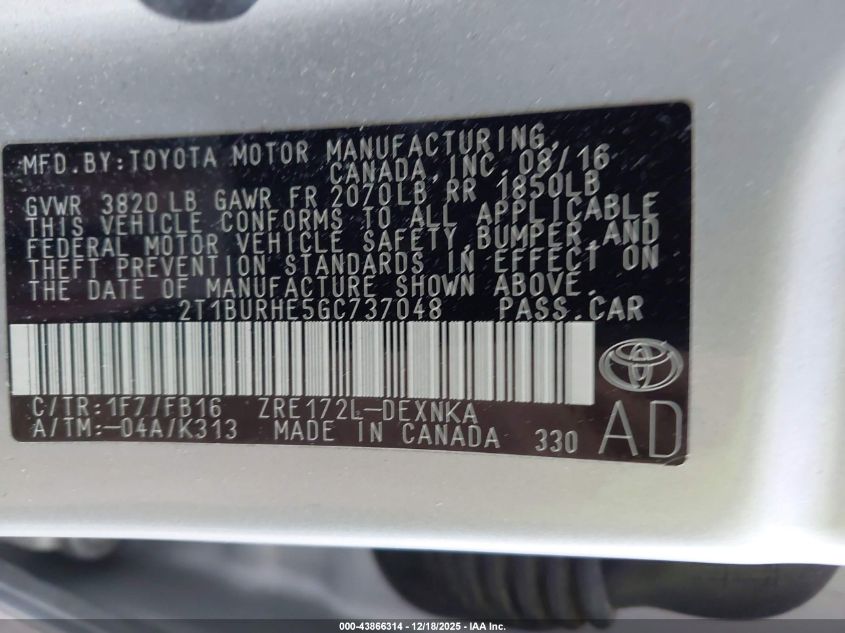 MFD.BY:TOYOTA MOTOR MANUFACTURING,
CANADA,INC.08/16
GVWR 3820LB GAWR FR 2070LB RR 1850LB
THIS VEHICLE CONFORMS TO ALL APPLICABLE
FEDERAL MOTOR VEHICLE SAFETY,BUMPER,AND
THEFT PREVENTION STANDARDS IN EFFECT ON
THE DATE OF MANUFACTURE SHOWN ABOVE.
2T1BURHE5GC737048 PASS.CAR
C/TR:1F7/FB16 ZRE172L-DEXNKA
A/TM:-04A/K313 MADE IN CANADA 330 AD
000-43866314 - 12/18/2025 - IAA Inc.